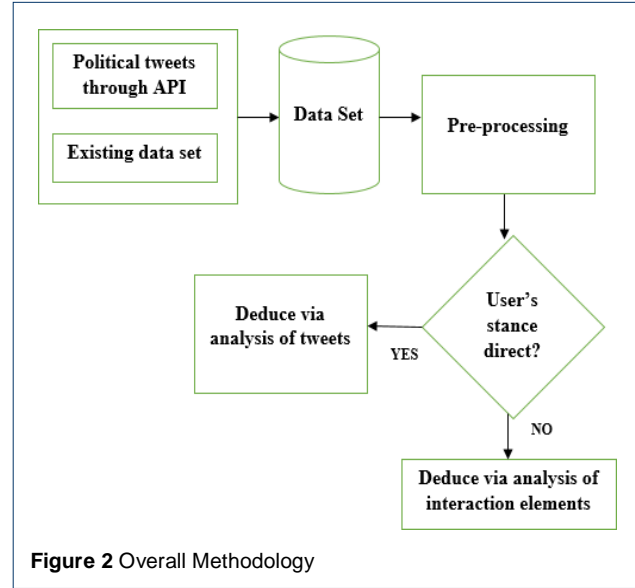 Political tweets
through API
Existing data set
Data Set
Pre-processing
User's
stance
direct?
YES
Deduce via
analysis of tweets
NO
Deduce via analysis of
interaction elements
Figure 2 Overall Methodology